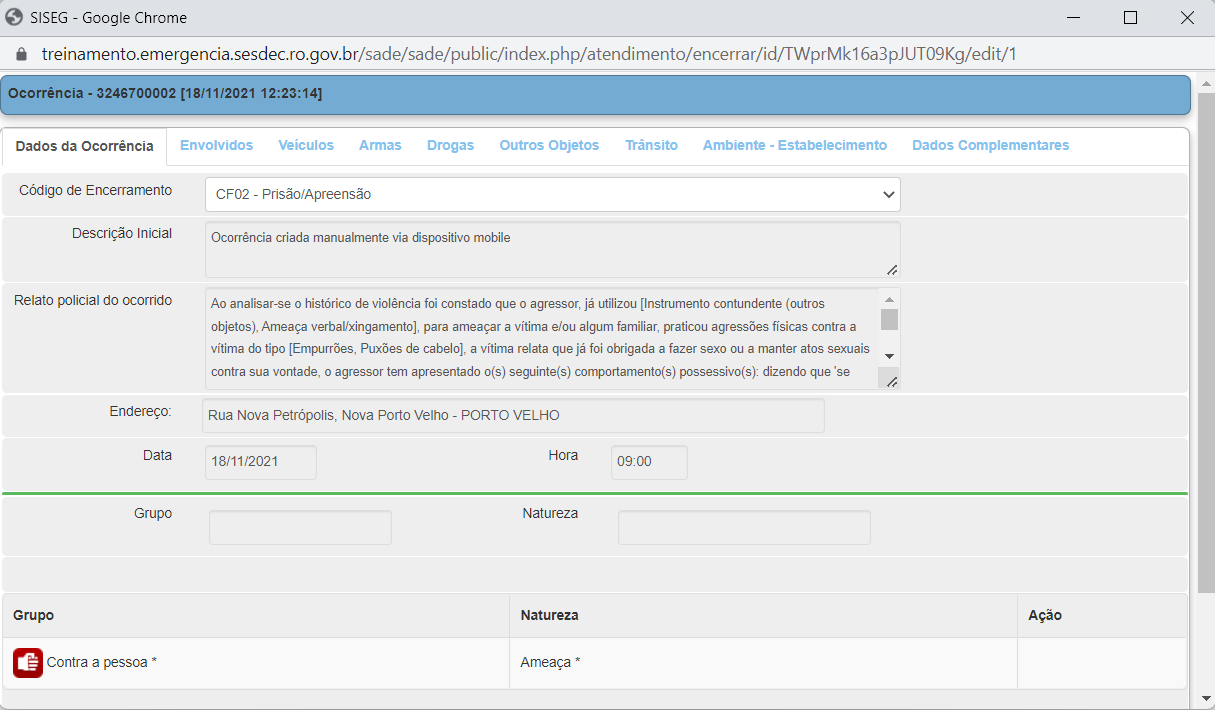 SISEG - Google Chrome
treinamento.emergencia.sesdec.ro.gov.br/sade/sade/public/index.php/atendimento/encerrar/id/TWprMk16a3pJUT09Kg/edit/1
Ocorrência - 3246700002 [18/11/2021 12:23:14]
Dados da Ocorrência Envolvidos Veículos Armas Drogas Outros Objetos Trânsito Ambiente - Estabelecimento Dados Complementares
Código de Encerramento CF02 - Prisão/Apreensão
Descrição Inicial Ocorrência criada manualmente via dispositivo mobile
Relato policial do ocorrido Ao analisar-se o histórico de violência foi constado que o agressor, já utilizou [Instrumento contundente (outros
objetos), Ameaça verbal/xingamento], para ameaçar a vítima e/ou algum familiar, praticou agressões físicas contra a
vítima do tipo [Empurrões, Puxões de cabelo], a vítima relata que já foi obrigada a fazer sexo ou a manter atos sexuais
contra sua vontade, o agressor tem apresentado o(s) seguinte(s) comportamento(s) possessivo(s): dizendo que 'se
Endereço: Rua Nova Petrópolis, Nova Porto Velho - PORTO VELHO
Data 18/11/2021 Hora 09:00
Grupo Natureza
Grupo Natureza Ação
Contra a pessoa * Ameaça *